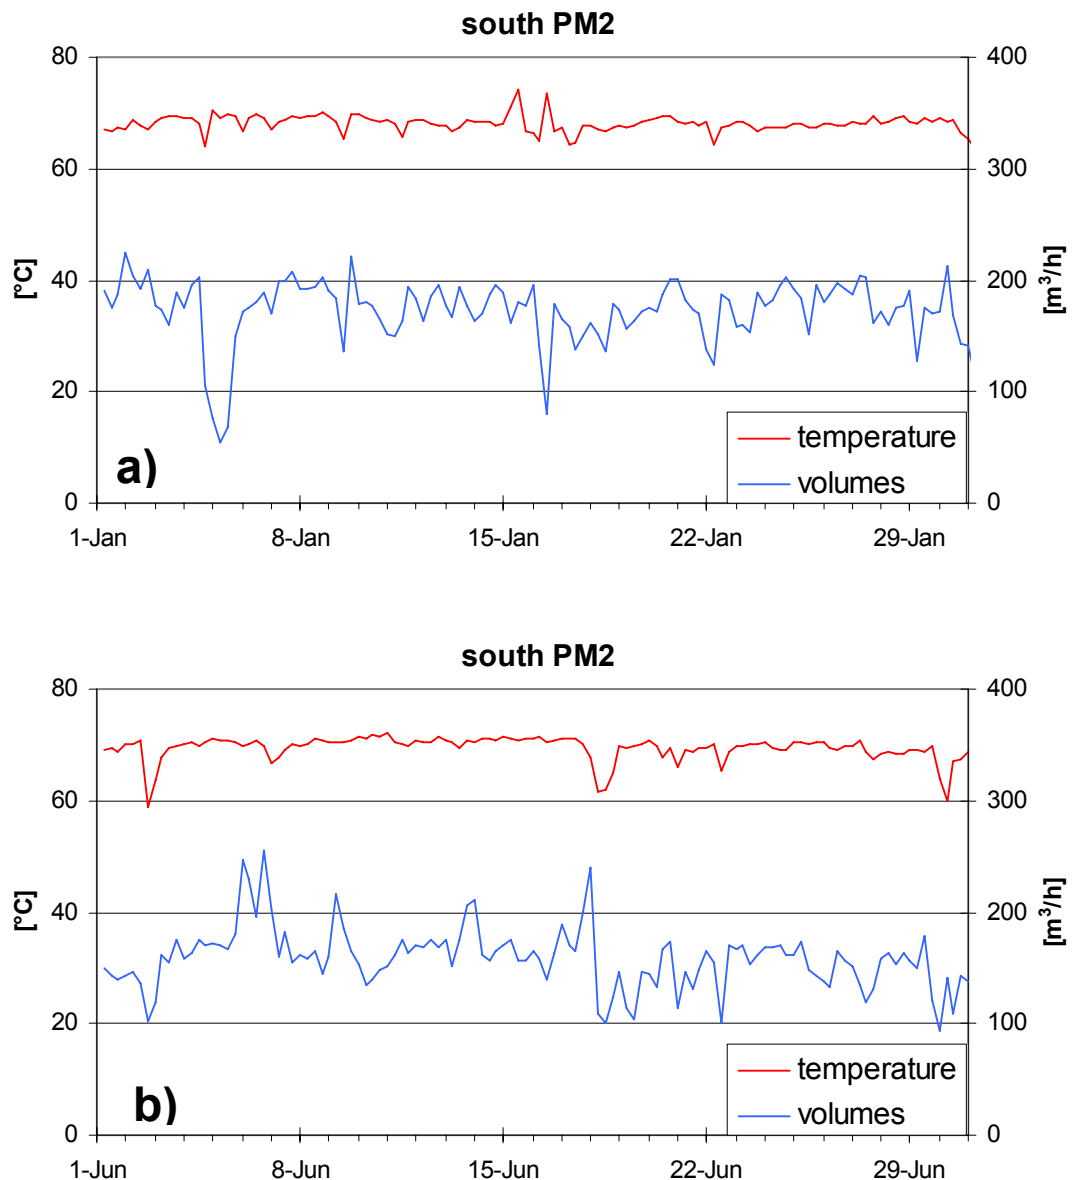 south PM2
80
400
60
300
[°C]
40
200
[m³/h]
20
100
temperature
a)
volumes
0
0
1-Jan
8-Jan
15-Jan
22-Jan
29-Jan
south PM2
80
400
60
300
[°C]
40
200
[m³/h]
20
100
temperature
b)
volumes
0
0
1-Jun
8-Jun
15-Jun
22-Jun
29-Jun